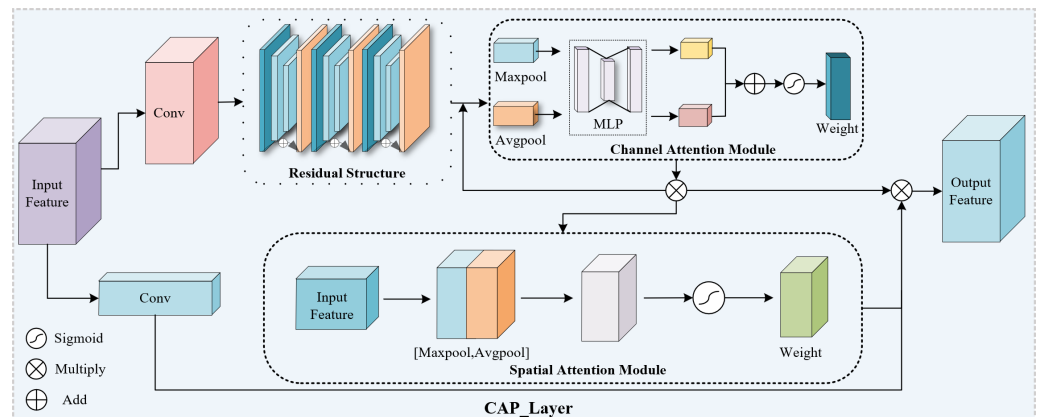 Input
Feature
Conv
Residual Structure
Maxpool
Avgpool
MLP
Weight
Channel Attention Module
Output
Feature
Conv
Input
Feature
[Maxpool,Avgpool]
Weight
Spatial Attention Module
Sigmoid
Multiply
Add
CAP_Layer